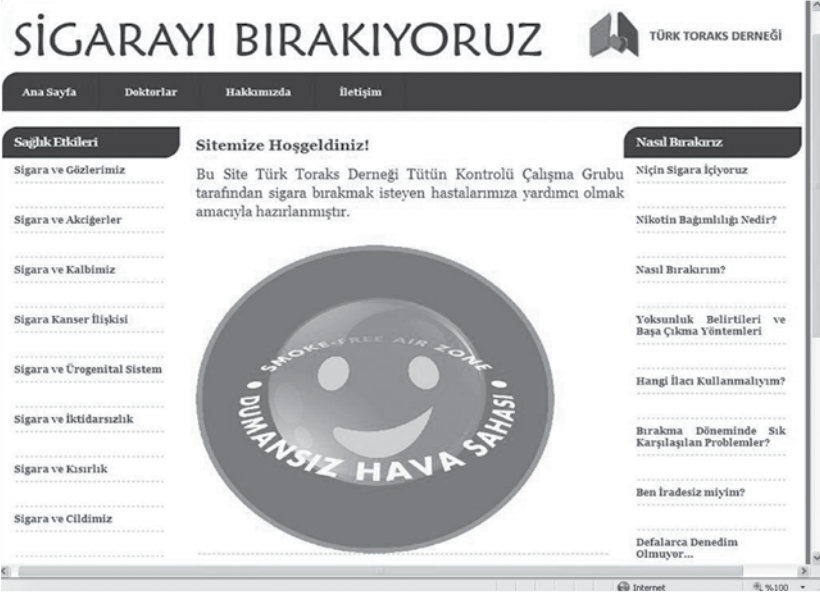 SİGARAYI BIRAKIYORUZ
TÜRK TORAKS DERNEĞİ
Ana Sayfa Doktorlar Hakkımızda İletişim
Sağlık Etkileri
Sigara ve Gözlerimiz
Sigara ve Akciğerler
Sigara ve Kalbimiz
Sigara Kanser İlişkisi
Sigara ve Ürogenital Sistem
Sigara ve İktidarsızlık
Sigara ve Kısırlık
Sigara ve Cildimiz
Sitemize Hoşgeldiniz!
Bu Site Türk Toraks Derneği Tütün Kontrolü Çalışma Grubu
tarafından sigara bırakmak isteyen hastalarımıza yardımcı olmak
amacıyla hazırlanmıştır.
SMOKE-FREE AIR ZONE
DUMANSIZ HAVA SAHASI
Nasıl Bırakırız
Niçin Sigara İçiyoruz
Nikotin Bağımlılığı Nedir?
Nasıl Bırakırım?
Yoksunluk Belirtileri ve
Başa Çıkma Yöntemleri
Hangi İlacı Kullanmalıyım?
Bırakma Döneminde Sık
Karşılaşılan Problemler?
Ben İradesiz miyim?
Defalarca Denedim
Olmuyor...
Internet
%100